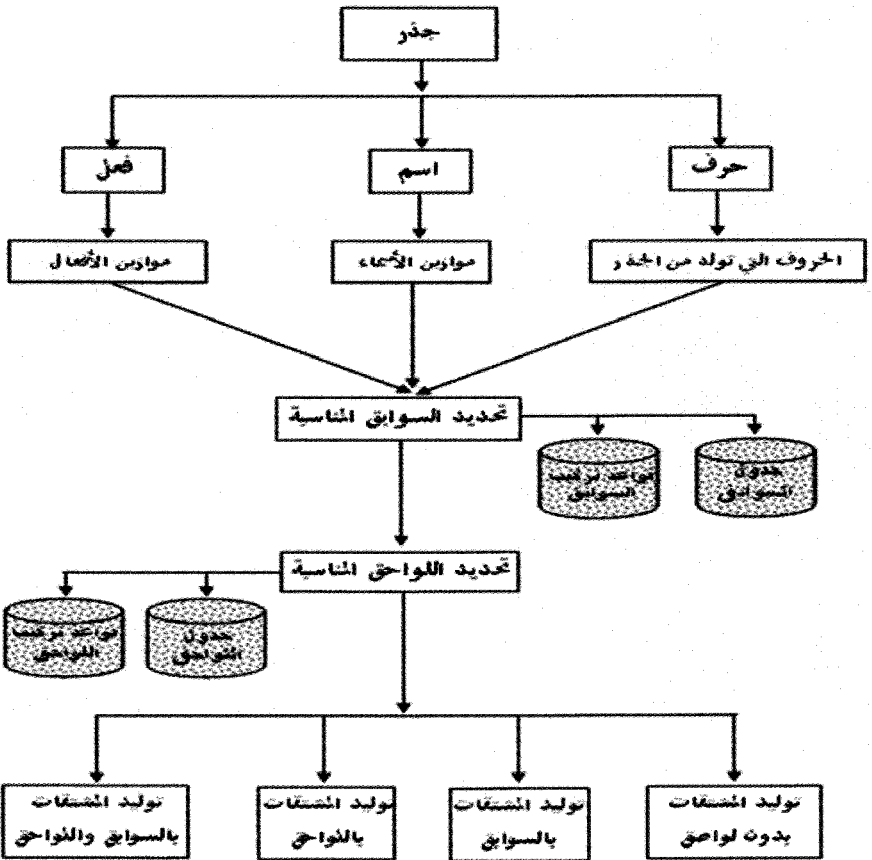 جذر
حرف
اسم
فعل
الحروف التي تولد من الجذر
موازين الأسماء
موازين الأفعال
تحديد السوابق المناسبة
جدول
السوابق
قواعد تركيب
السوابق
تحديد اللواحق المناسبة
جدول
اللواحق
قواعد تركيب
اللواحق
توليد المشتقات
بدون لواصق
توليد المشتقات
بالسوابق
توليد المشتقات
باللواحق
توليد المشتقات
بالسوابق واللواحق